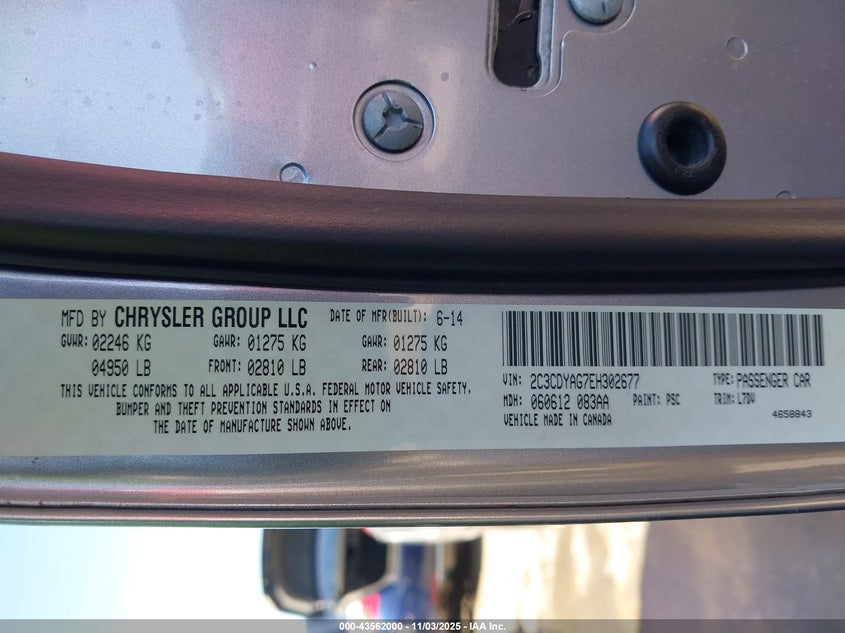 MFD BY CHRYSLER GROUP LLC DATE OF MFR(BUILT): 6-14
GVWR: 02246 KG GAWR: 01275 KG GAWR: 01275 KG
04950 LB FRONT: 02810 LB REAR: 02810 LB
THIS VEHICLE CONFORMS TO ALL APPLICABLE U.S.A. FEDERAL MOTOR VEHICLE SAFETY,
BUMPER AND THEFT PREVENTION STANDARDS IN EFFECT ON
THE DATE OF MANUFACTURE SHOWN ABOVE.
VIN: 2C3CDYAG7EH302677 TYPE: PASSENGER CAR
MDH: 060612 083AA PAINT: PSC TRIM: L7DV
VEHICLE MADE IN CANADA 4658843
000-43562000 - 11/03/2025 - IAA Inc.